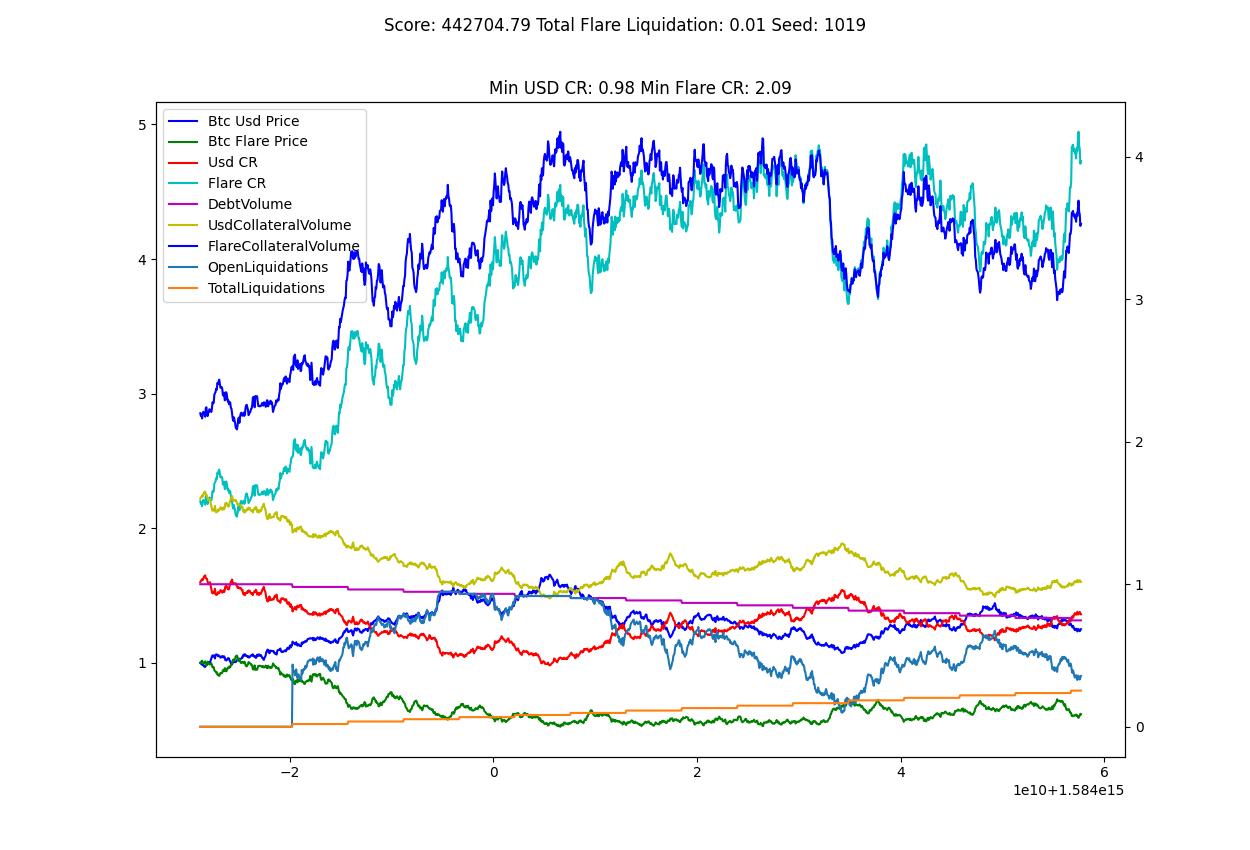 Score: 442704.79 Total Flare Liquidation: 0.01 Seed: 1019
Min USD CR: 0.98 Min Flare CR: 2.09
Btc Usd Price
Btc Flare Price
Usd CR
Flare CR
DebtVolume
UsdCollateralVolume
FlareCollateralVolume
OpenLiquidations
TotalLiquidations
5
4
3
2
1
4
3
2
1
0
−2
0
2
4
6
1e10+1.584e15